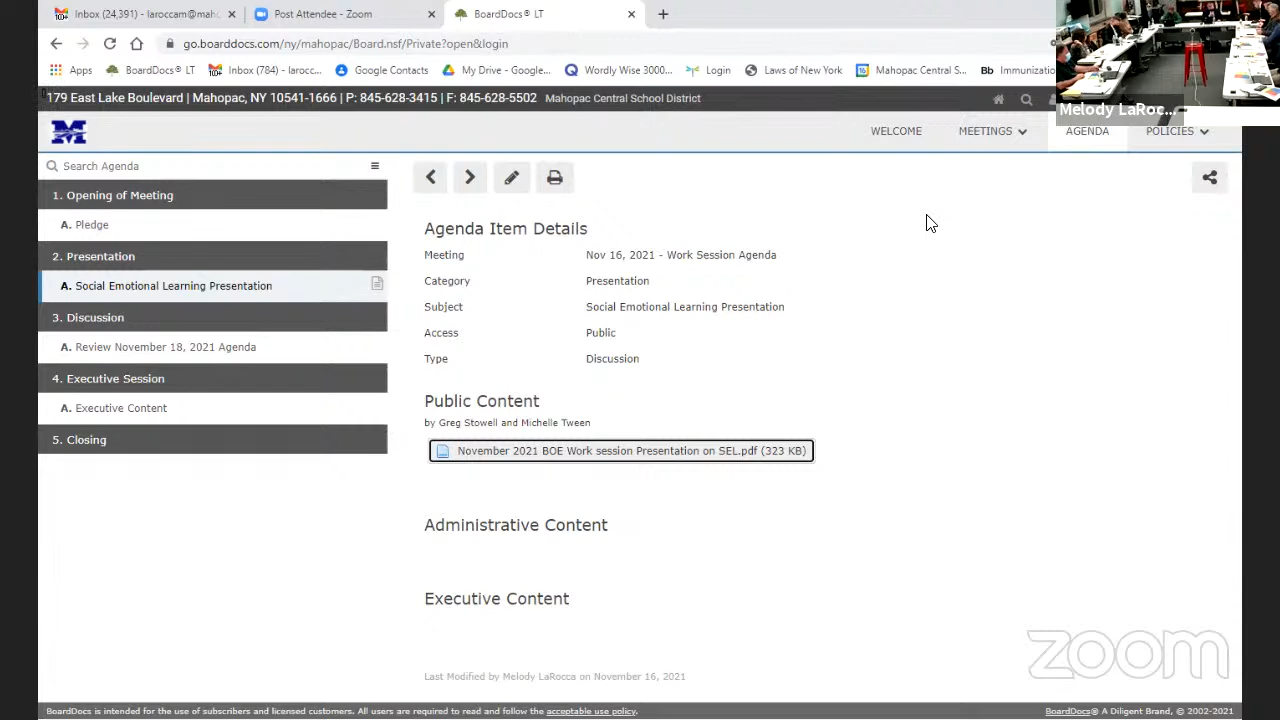 Inbox (24,391) - laroccam@mah
Post Attendee - Zoom
BoardDocs® LT
go.boarddocs.com/ny/mahopac/Board.nsf/Private?open&login
Apps
BoardDocs® LT
Inbox (784) - larocc...
Google Contacts
My Drive - Google...
Wordly Wise 3000...
Login
Laws of New York
Mahopac Central S...
Bb Immunizatio
Melody LaRoc...
179 East Lake Boulevard | Mahopac, NY 10541-1666 | P: 845-628-3415 | F: 845-628-5502 Mahopac Central School District
M
WELCOME
MEETINGS
AGENDA
POLICIES
Search Agenda
1. Opening of Meeting
A. Pledge
2. Presentation
A. Social Emotional Learning Presentation
3. Discussion
A. Review November 18, 2021 Agenda
4. Executive Session
A. Executive Content
5. Closing
Agenda Item Details
Meeting Nov 16, 2021 - Work Session Agenda
Category Presentation
Subject Social Emotional Learning Presentation
Access Public
Type Discussion
Public Content
by Greg Stowell and Michelle Tween
November 2021 BOE Work session Presentation on SEL.pdf (323 KB)
Administrative Content
Executive Content
zoom
Last Modified by Melody LaRocca on November 16, 2021
BoardDocs is intended for the use of subscribers and licensed customers. All users are required to read and follow the acceptable use policy.
BoardDocs® A Diligent Brand, © 2002-2021